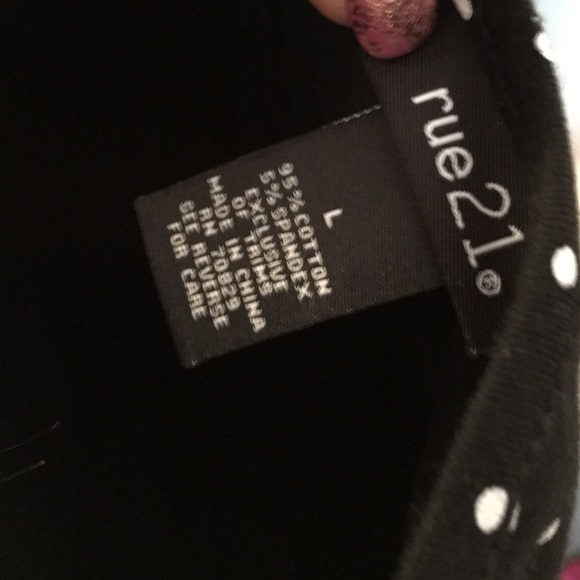 rue21®
L
95% COTTON
5% SPANDEX
EXCLUSIVE
OF TRIMS
MADE IN CHINA
RN 70829
SEE REVERSE
FOR CARE